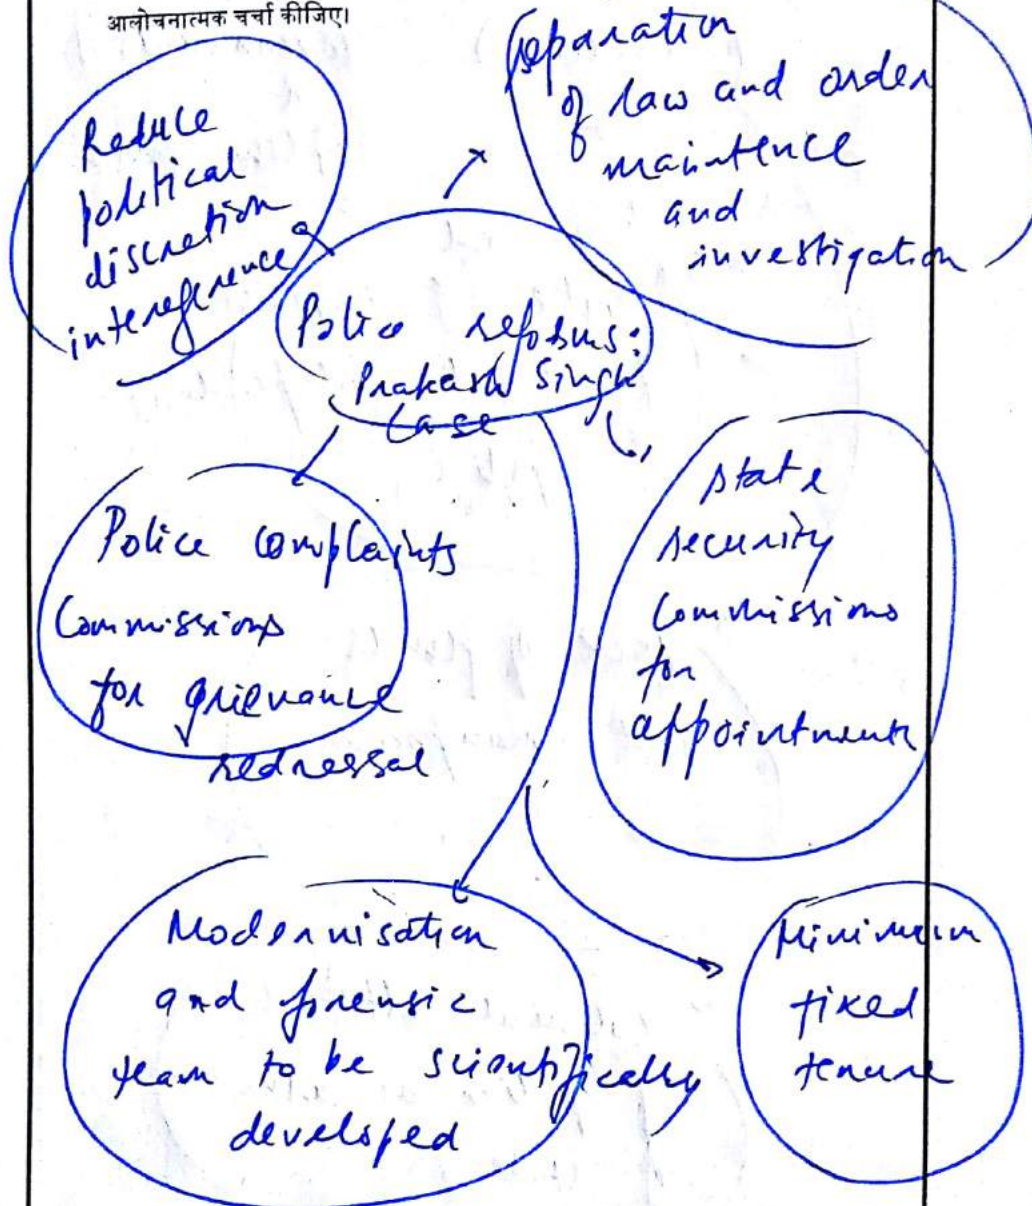 आलोचनात्मक चर्चा कीजिए।
Separation
of law and order
maintence
and
investigation
Reduce
political
discretion
intereference
Police reforms:
Prakash Singh
Case
Police complaints
Commissions
for grievance
redressal
state
security
Commissions
for
appointments
Modernisation
and forensic
team to be scientifically
developed
Minimum
fixed
tenure